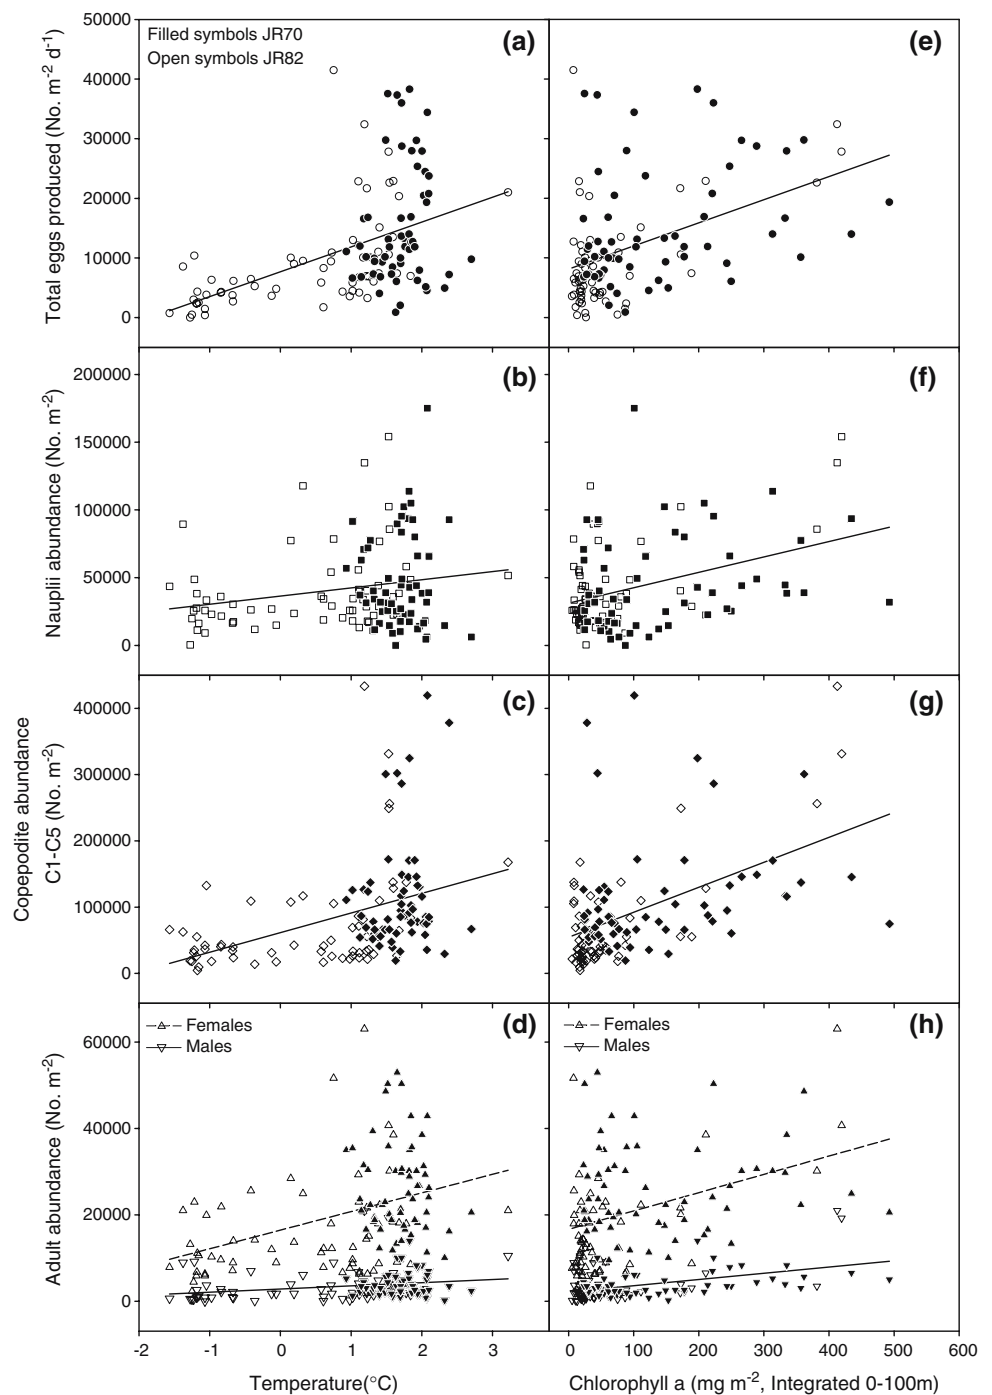 50000
40000
30000
20000
10000
0
Total eggs produced (No. m⁻² d⁻¹)
Filled symbols JR70
Open symbols JR82
(a)
(e)
200000
150000
100000
50000
0
Nauplii abundance (No. m⁻²)
(b)
(f)
400000
300000
200000
100000
0
Copepodite abundance
C1-C5 (No. m⁻²)
(c)
(g)
60000
40000
20000
0
Adult abundance (No. m⁻²)
Females
Males
(d)
Females
Males
(h)
-2 -1 0 1 2 3
0 100 200 300 400 500 600
Temperature(°C)
Chlorophyll a (mg m⁻², Integrated 0-100m)